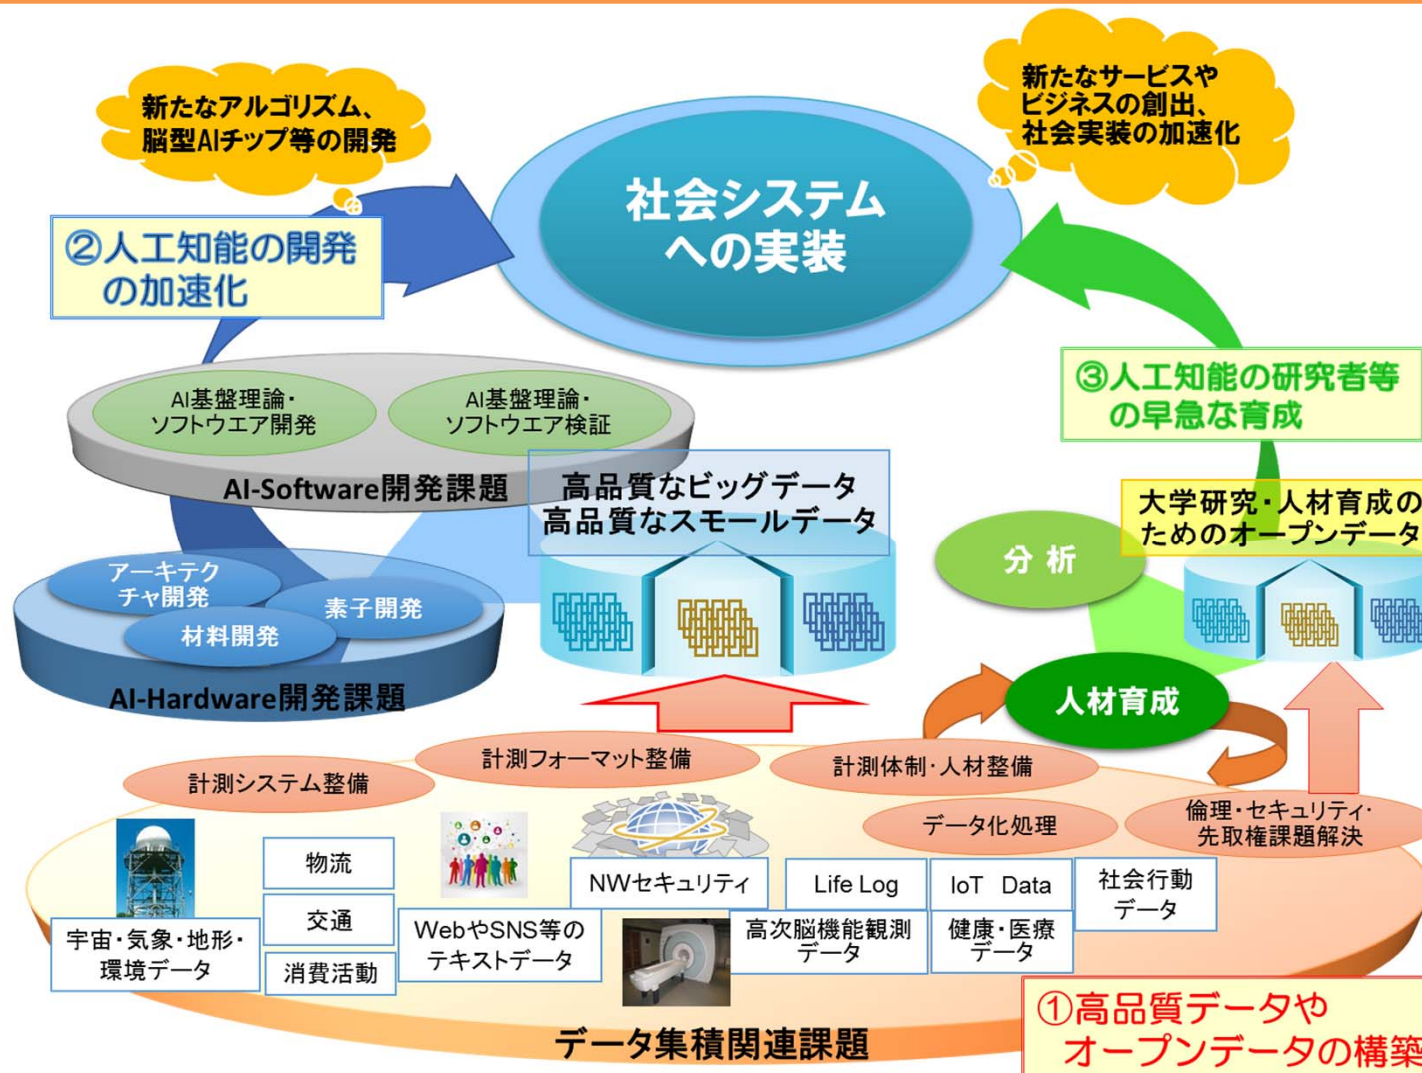 新たなアルゴリズム、
脳型AIチップ等の開発
新たなサービスや
ビジネスの創出、
社会実装の加速化
社会システム
への実装
②人工知能の開発
の加速化
③人工知能の研究者等
の早急な育成
AI基盤理論・
ソフトウエア開発
AI基盤理論・
ソフトウエア検証
AI-Software開発課題
高品質なビッグデータ
高品質なスモールデータ
大学研究・人材育成の
ためのオープンデータ
分 析
アーキテク
チャ開発
素子開発
材料開発
AI-Hardware開発課題
人材育成
計測システム整備
計測フォーマット整備
計測体制・人材整備
データ化処理
倫理・セキュリティ・
先取権課題解決
物流
交通
消費活動
宇宙・気象・地形・
環境データ
WebやSNS等の
テキストデータ
NWセキュリティ
Life Log
IoT Data
社会行動
データ
高次脳機能観測
データ
健康・医療
データ
データ集積関連課題
①高品質データや
オープンデータの構築